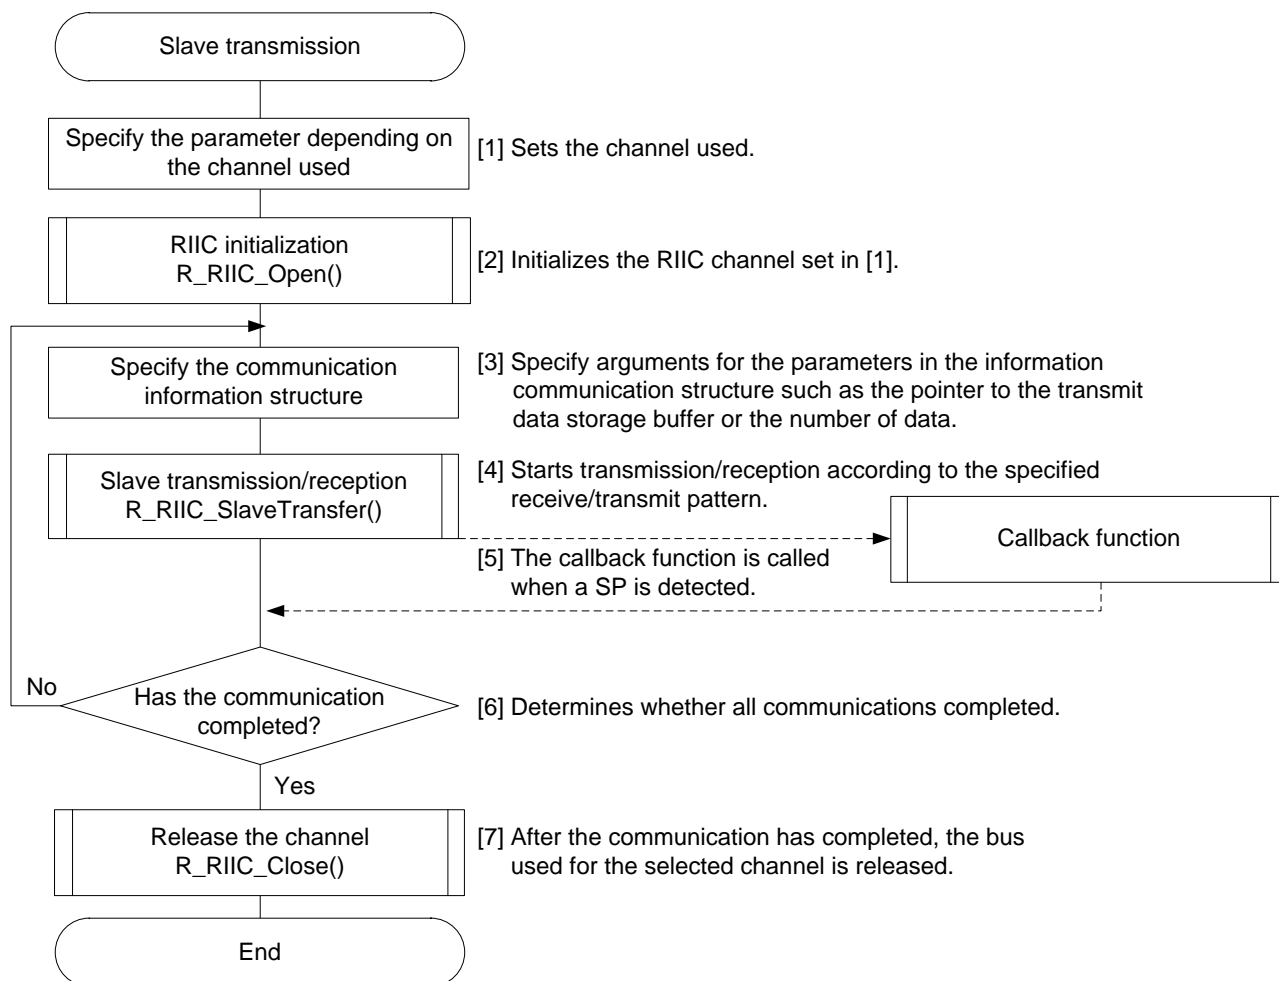 Slave transmission
Specify the parameter depending on
the channel used
[1] Sets the channel used.
RIIC initialization
R_RIIC_Open()
[2] Initializes the RIIC channel set in [1].
Specify the communication
information structure
[3] Specify arguments for the parameters in the information
communication structure such as the pointer to the transmit
data storage buffer or the number of data.
Slave transmission/reception
R_RIIC_SlaveTransfer()
[4] Starts transmission/reception according to the specified
receive/transmit pattern.
Callback function
[5] The callback function is called
when a SP is detected.
No
Has the communication
completed?
[6] Determines whether all communications completed.
Yes
Release the channel
R_RIIC_Close()
[7] After the communication has completed, the bus
used for the selected channel is released.
End